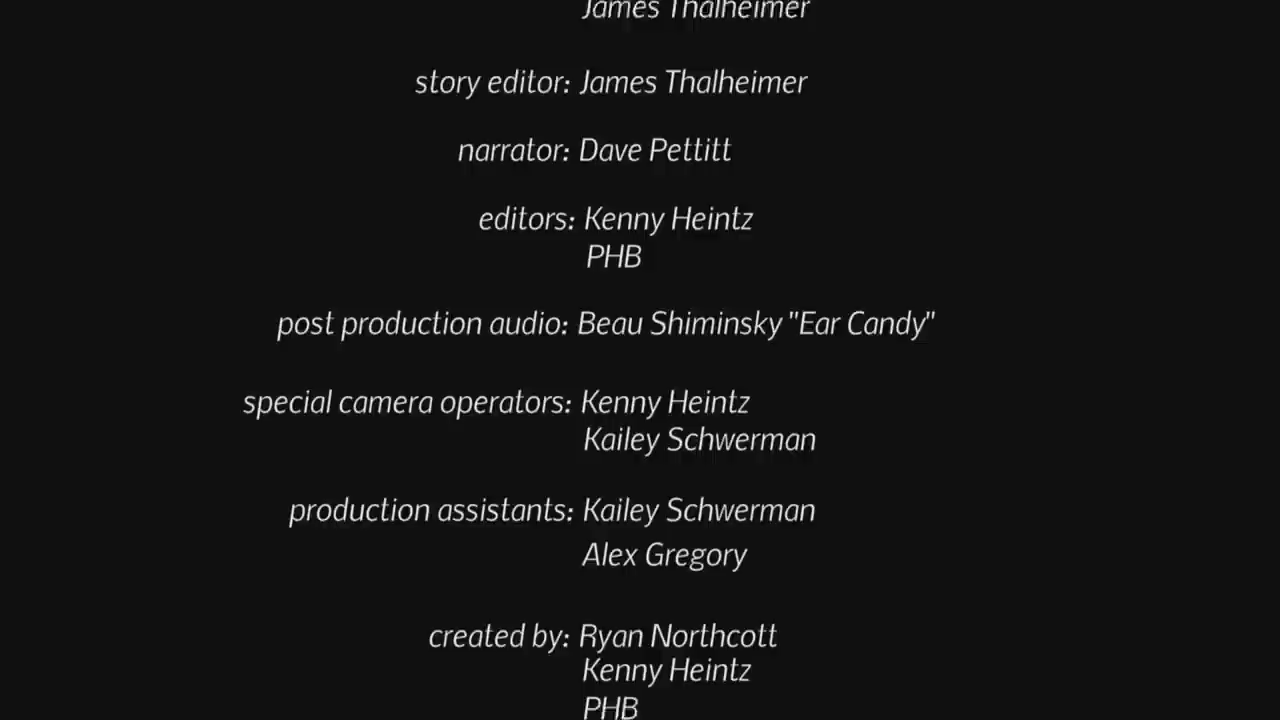 James Thalheimer
story editor: James Thalheimer
narrator: Dave Pettitt
editors: Kenny Heintz
PHB
post production audio: Beau Shiminsky "Ear Candy"
special camera operators: Kenny Heintz
Kailey Schwerman
production assistants: Kailey Schwerman
Alex Gregory
created by: Ryan Northcott
Kenny Heintz
PHB